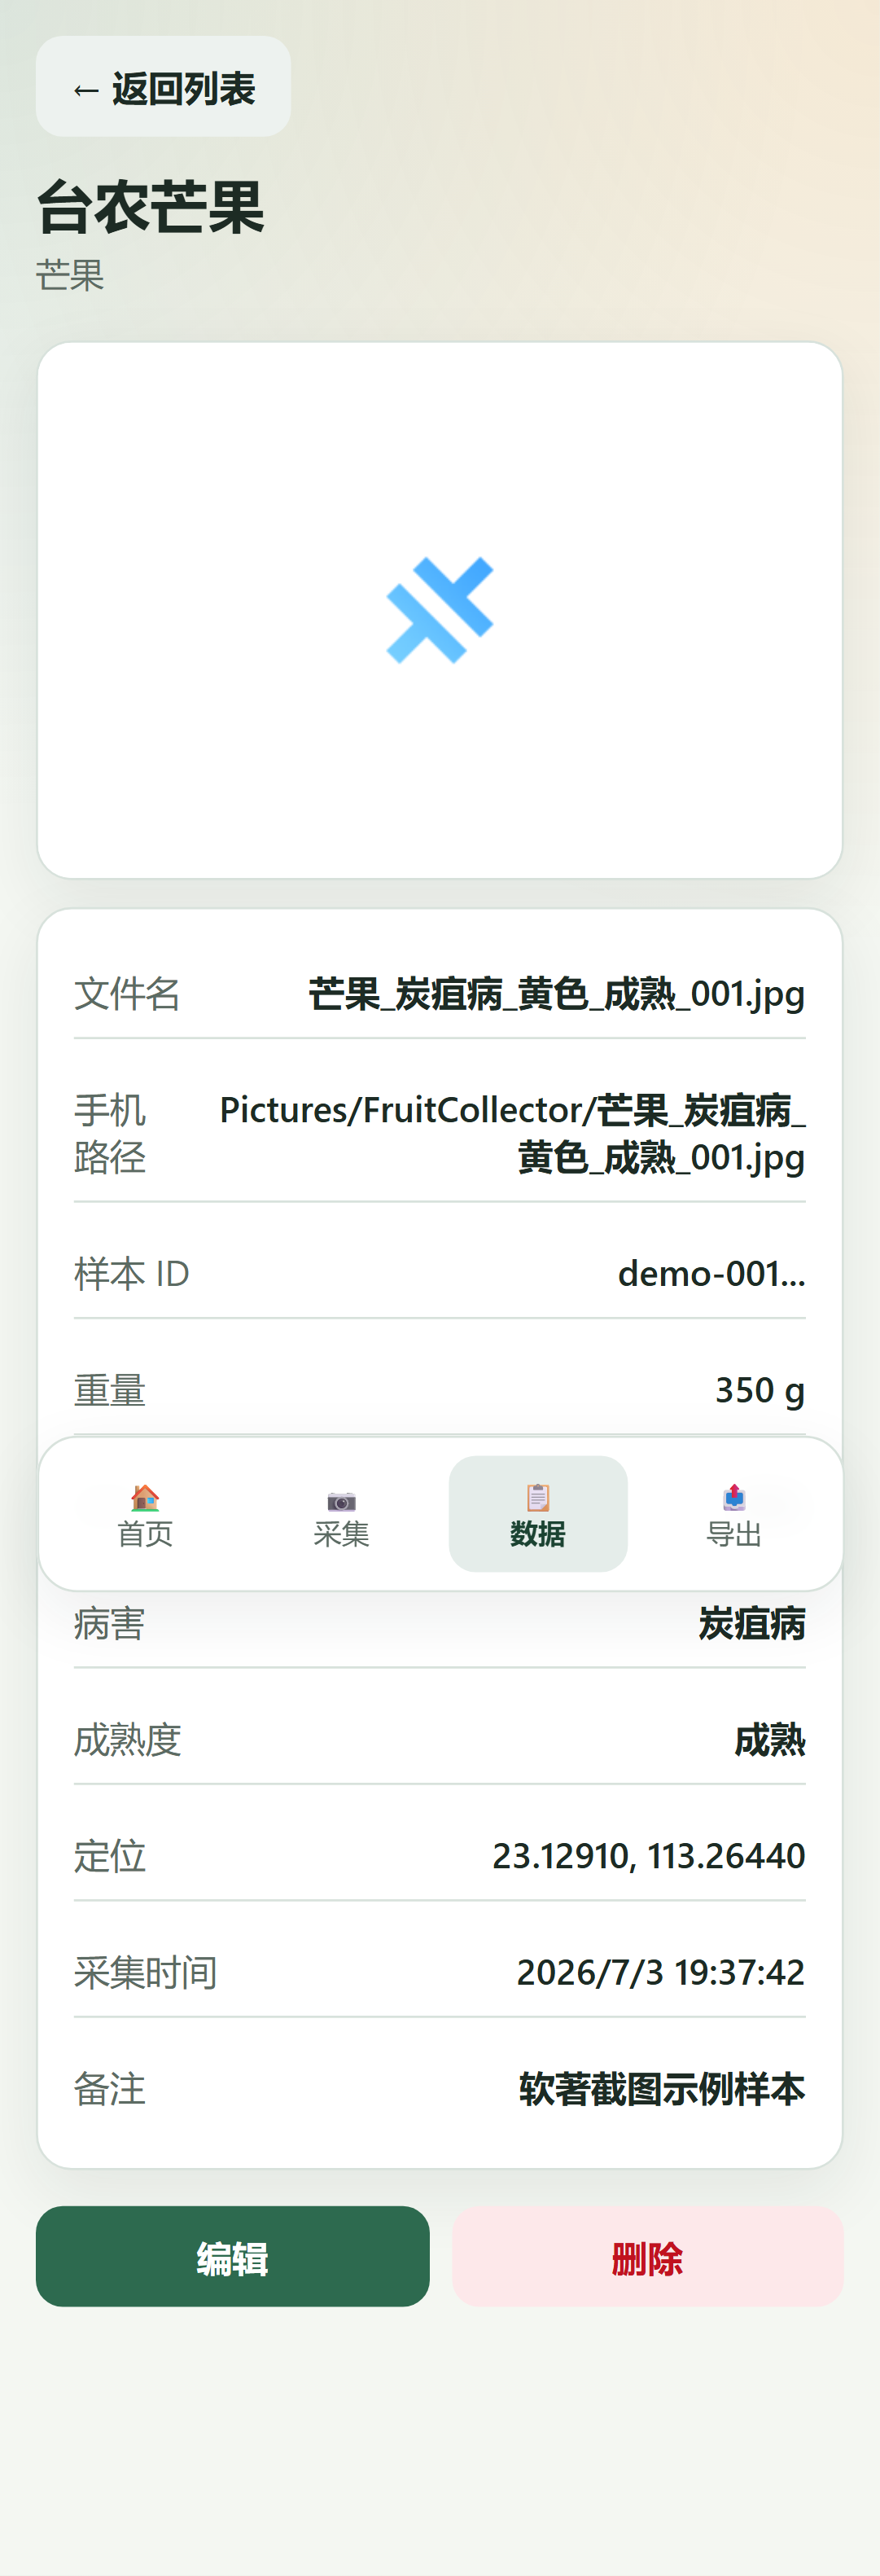 ← 返回列表
台农芒果
芒果
文件名 芒果_炭疽病_黄色_成熟_001.jpg
手机 Pictures/FruitCollector/芒果_炭疽病_
路径 黄色_成熟_001.jpg
样本 ID demo-001...
重量 350 g
首页 采集 数据 导出
病害 炭疽病
成熟度 成熟
定位 23.12910, 113.26440
采集时间 2026/7/3 19:37:42
备注 软著截图示例样本
编辑 删除